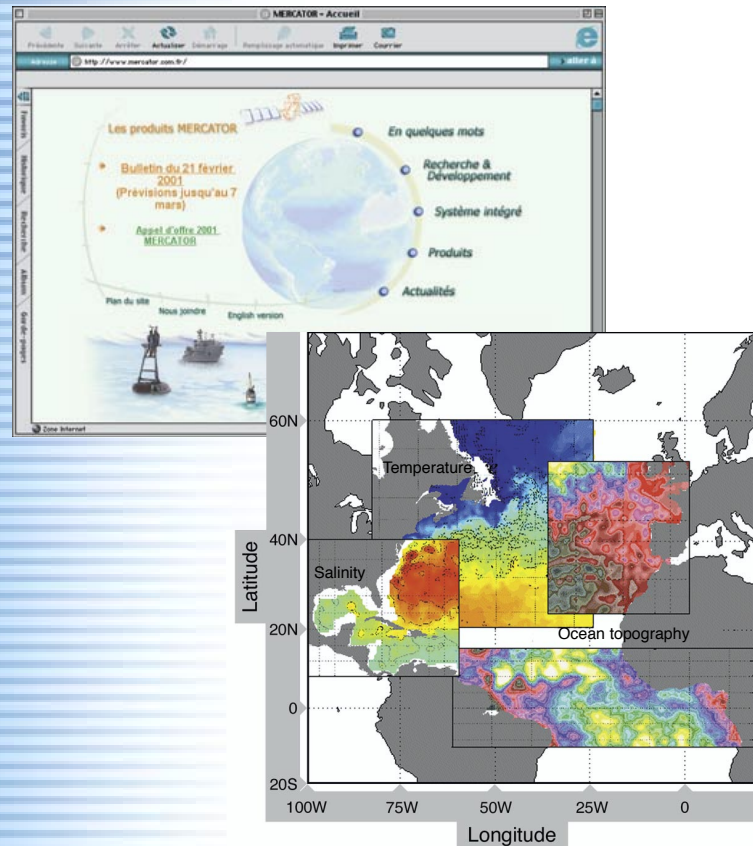 MERCATOR - Accueil
Précédente Suivante Arrêter Actualiser Démarrage Remplissage automatique Imprimer Courrier
Adresse http://www.mercator.com.fr/ aller à
Favoris
Historique
Recherche
Album
Garde-pages
Les produits MERCATOR
Bulletin du 21 février
2001
(Prévisions jusqu'au 7
mars)
Appel d'offre 2001
MERCATOR
En quelques mots
Recherche &
Développement
Système intégré
Produits
Actualités
Plan du site
Nous joindre
English version
Zone Internet
60N
Temperature
40N
Salinity
Latitude
20N
Ocean topography
0
20S
100W 75W 50W 25W 0
Longitude